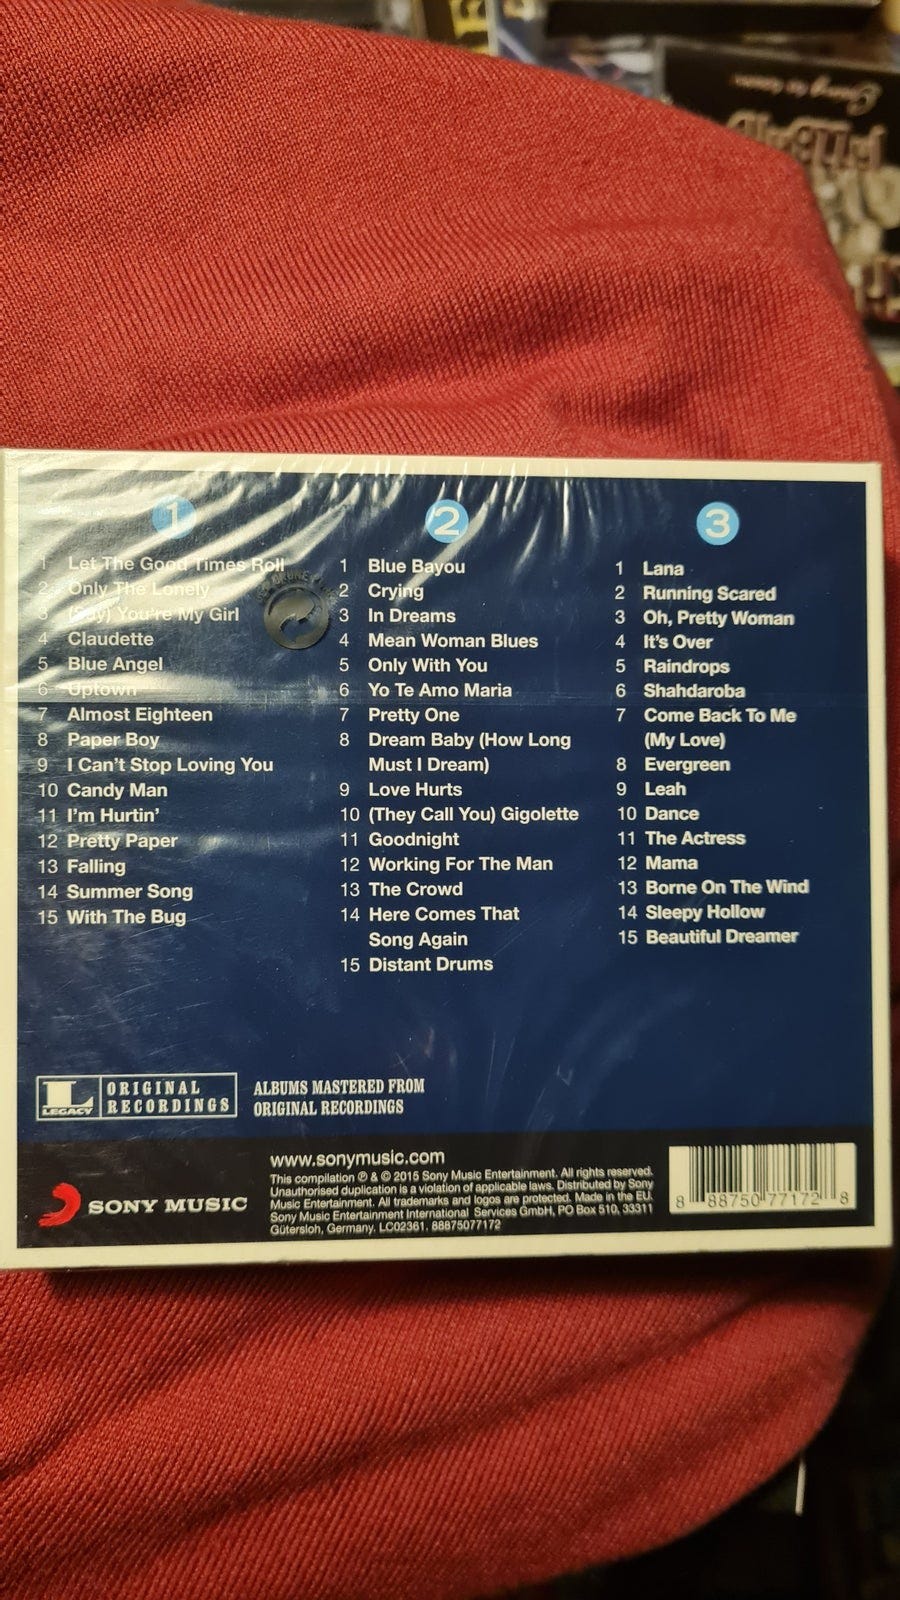 1
1 Let The Good Times Roll
2 Only The Lonely
3 (Say) You're My Girl
4 Claudette
5 Blue Angel
6 Uptown
7 Almost Eighteen
8 Paper Boy
9 I Can't Stop Loving You
10 Candy Man
11 I'm Hurtin'
12 Pretty Paper
13 Falling
14 Summer Song
15 With The Bug
2
1 Blue Bayou
2 Crying
3 In Dreams
4 Mean Woman Blues
5 Only With You
6 Yo Te Amo Maria
7 Pretty One
8 Dream Baby (How Long
Must I Dream)
9 Love Hurts
10 (They Call You) Gigolette
11 Goodnight
12 Working For The Man
13 The Crowd
14 Here Comes That
Song Again
15 Distant Drums
3
1 Lana
2 Running Scared
3 Oh, Pretty Woman
4 It's Over
5 Raindrops
6 Shahdaroba
7 Come Back To Me
(My Love)
8 Evergreen
9 Leah
10 Dance
11 The Actress
12 Mama
13 Borne On The Wind
14 Sleepy Hollow
15 Beautiful Dreamer
L LEGACY
ORIGINAL
RECORDINGS
ALBUMS MASTERED FROM
ORIGINAL RECORDINGS
SONY MUSIC
www.sonymusic.com
This compilation ℗ & © 2015 Sony Music Entertainment. All rights reserved.
Unauthorised duplication is a violation of applicable laws. Distributed by Sony
Music Entertainment. All trademarks and logos are protected. Made in the EU.
Sony Music Entertainment International Services GmbH, PO Box 510, 33311
Gütersloh, Germany. LC02361. 88875077172
8 88750 77172 8